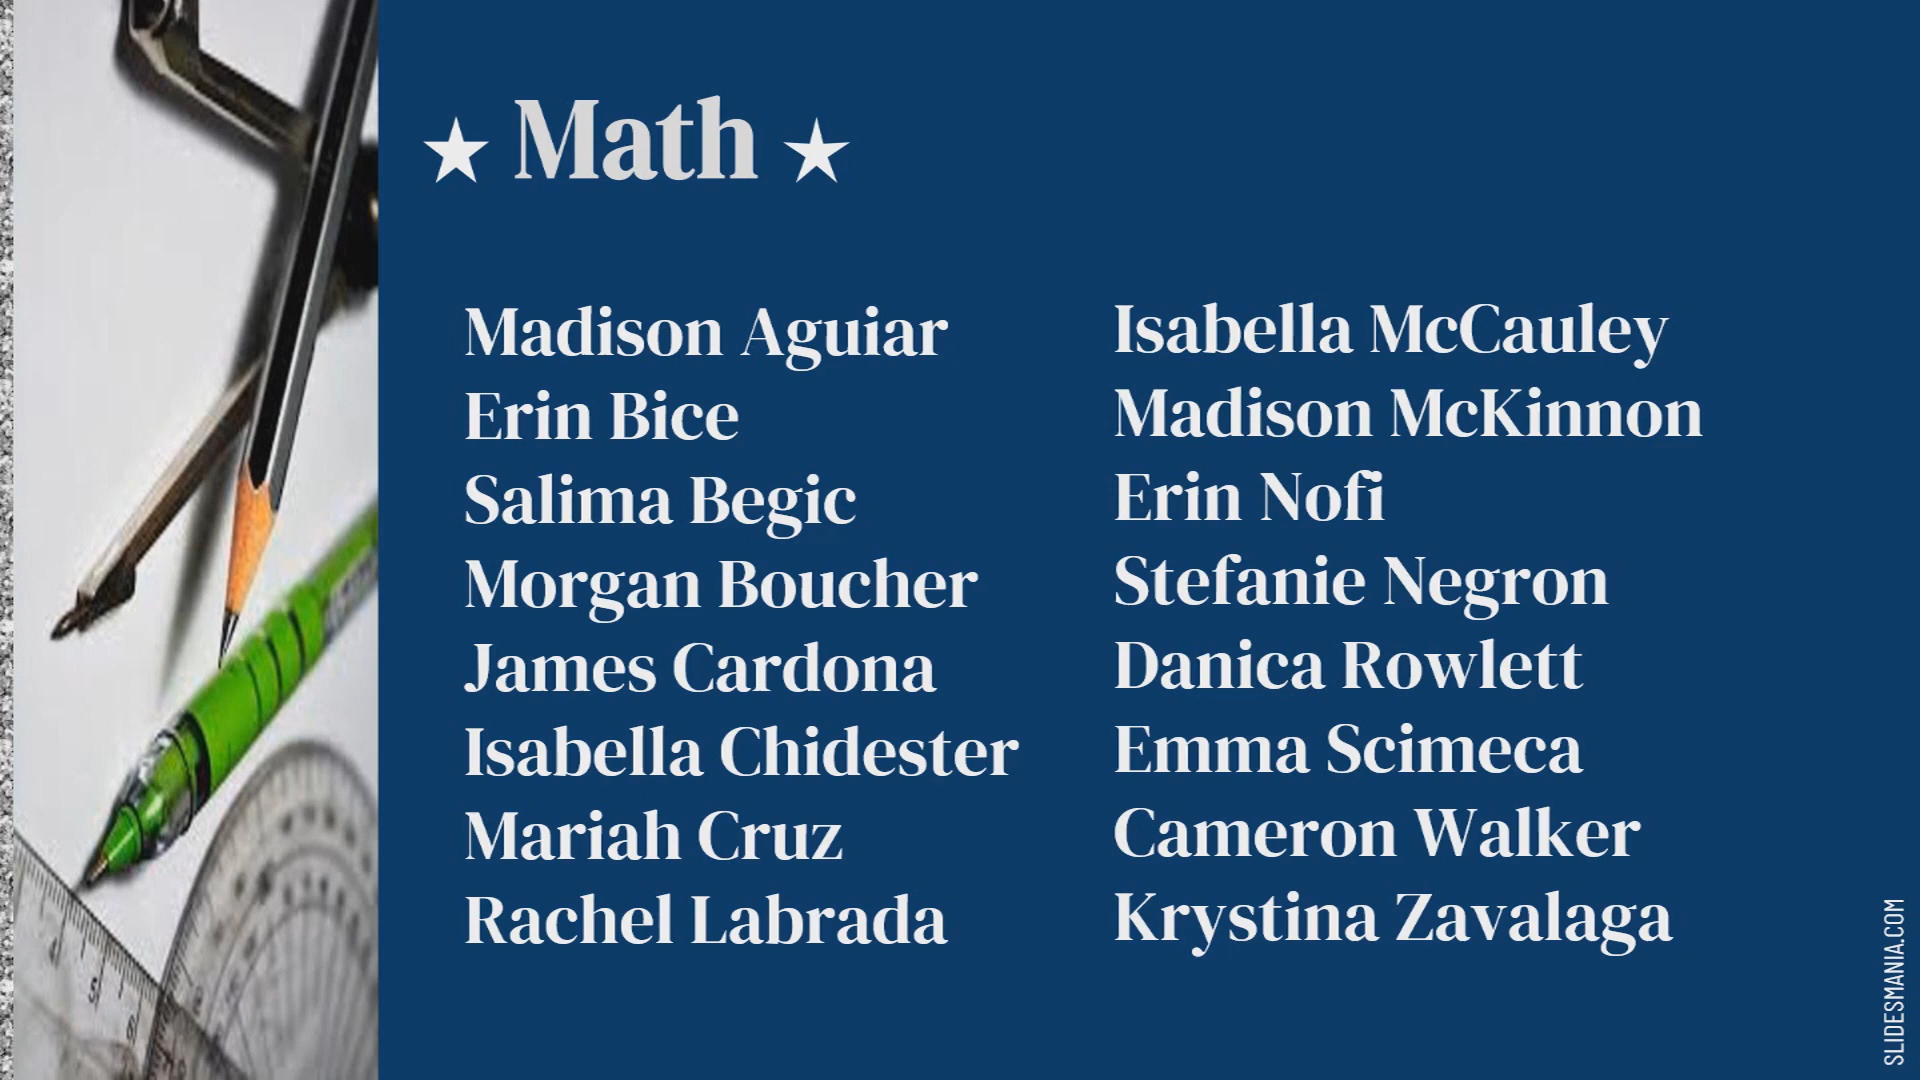 ★ Math ★
Madison Aguiar
Erin Bice
Salima Begic
Morgan Boucher
James Cardona
Isabella Chidester
Mariah Cruz
Rachel Labrada
Isabella McCauley
Madison McKinnon
Erin Nofi
Stefanie Negron
Danica Rowlett
Emma Scimeca
Cameron Walker
Krystina Zavalaga
SLIDESMANIA.COM